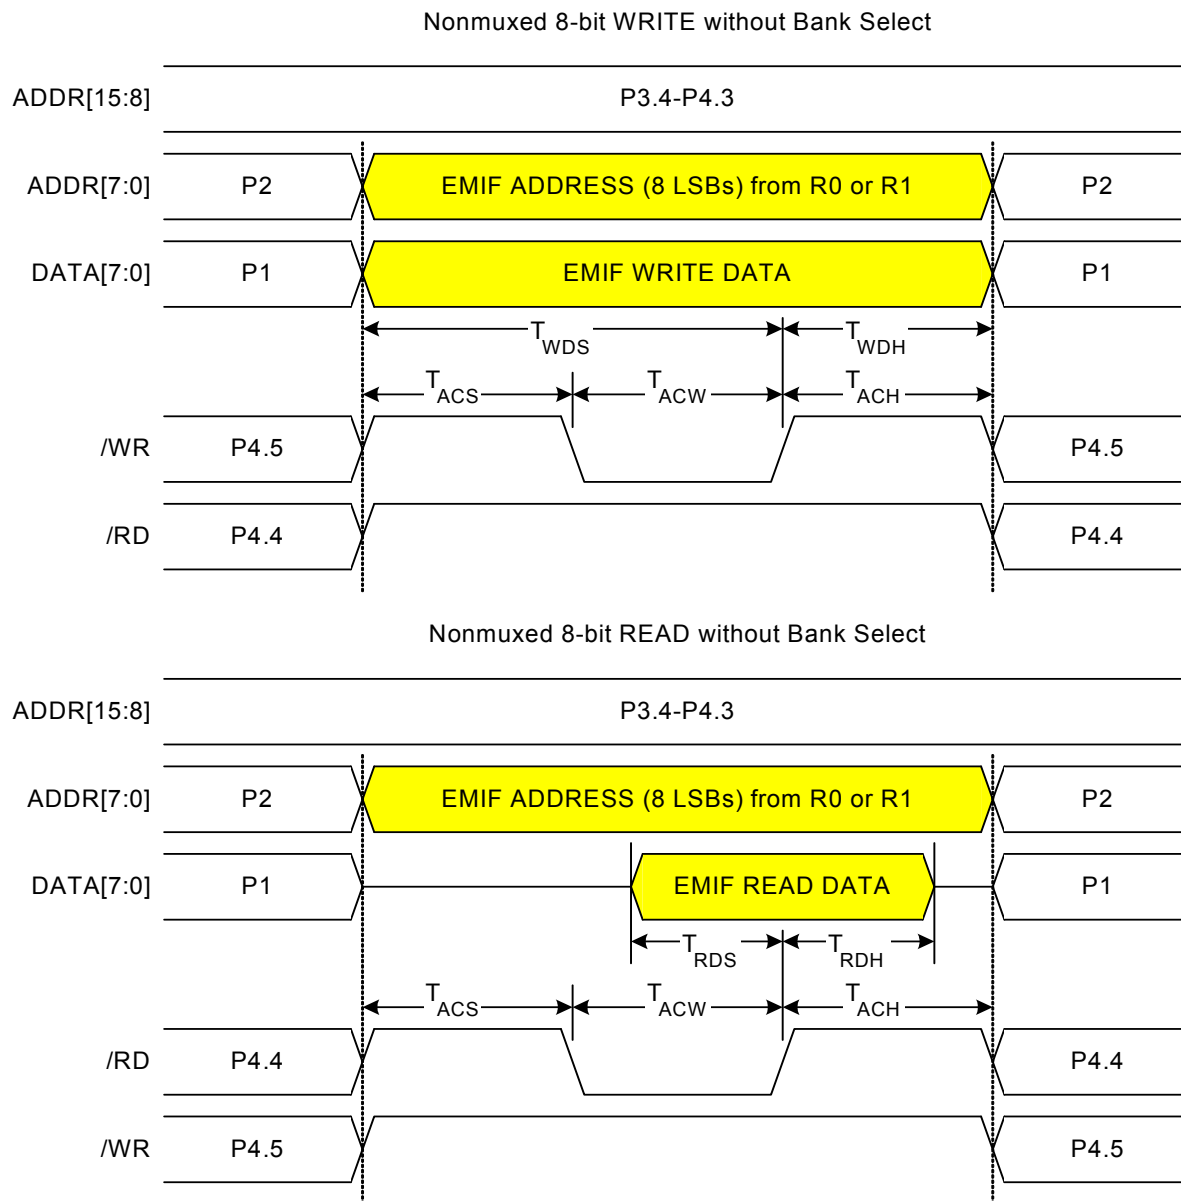 Nonmuxed 8-bit WRITE without Bank Select
ADDR[15:8] P3.4-P4.3
ADDR[7:0] P2 EMIF ADDRESS (8 LSBs) from R0 or R1 P2
DATA[7:0] P1 EMIF WRITE DATA P1
TWDS TWDH
TACS TACW TACH
/WR P4.5 P4.5
/RD P4.4 P4.4
Nonmuxed 8-bit READ without Bank Select
ADDR[15:8] P3.4-P4.3
ADDR[7:0] P2 EMIF ADDRESS (8 LSBs) from R0 or R1 P2
DATA[7:0] P1 EMIF READ DATA P1
TRDS TRDH
TACS TACW TACH
/RD P4.4 P4.4
/WR P4.5 P4.5